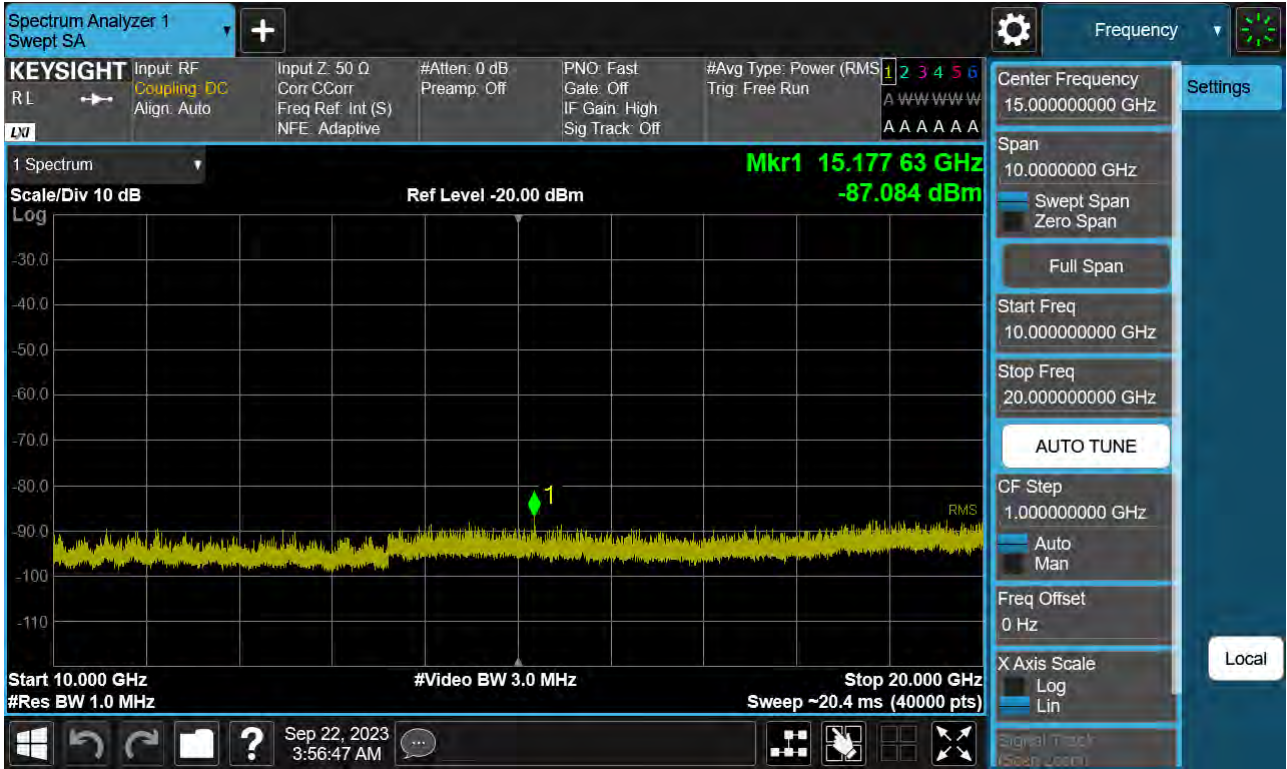 Spectrum Analyzer 1
Swept SA
+
Frequency
KEYSIGHT
R L
LXI
Input: RF
Coupling: DC
Align: Auto
Input Z: 50 Ω
Corr CCorr
Freq Ref: Int (S)
NFE: Adaptive
#Atten: 0 dB
Preamp: Off
PNO: Fast
Gate: Off
IF Gain: High
Sig Track: Off
#Avg Type: Power (RMS
Trig: Free Run
1 2 3 4 5 6
A W W W W W
A A A A A A
1 Spectrum
Scale/Div 10 dB
Log
Ref Level -20.00 dBm
Mkr1 15.177 63 GHz
-87.084 dBm
-30.0
-40.0
-50.0
-60.0
-70.0
-80.0
-90.0
-100
-110
1
RMS
Start 10.000 GHz
#Res BW 1.0 MHz
#Video BW 3.0 MHz
Stop 20.000 GHz
Sweep ~20.4 ms (40000 pts)
Center Frequency
15.000000000 GHz
Span
10.0000000 GHz
Swept Span
Zero Span
Full Span
Start Freq
10.000000000 GHz
Stop Freq
20.000000000 GHz
AUTO TUNE
CF Step
1.000000000 GHz
Auto
Man
Freq Offset
0 Hz
X Axis Scale
Log
Lin
Signal Track
(Span Zoom)
Settings
Local
?
Sep 22, 2023
3:56:47 AM